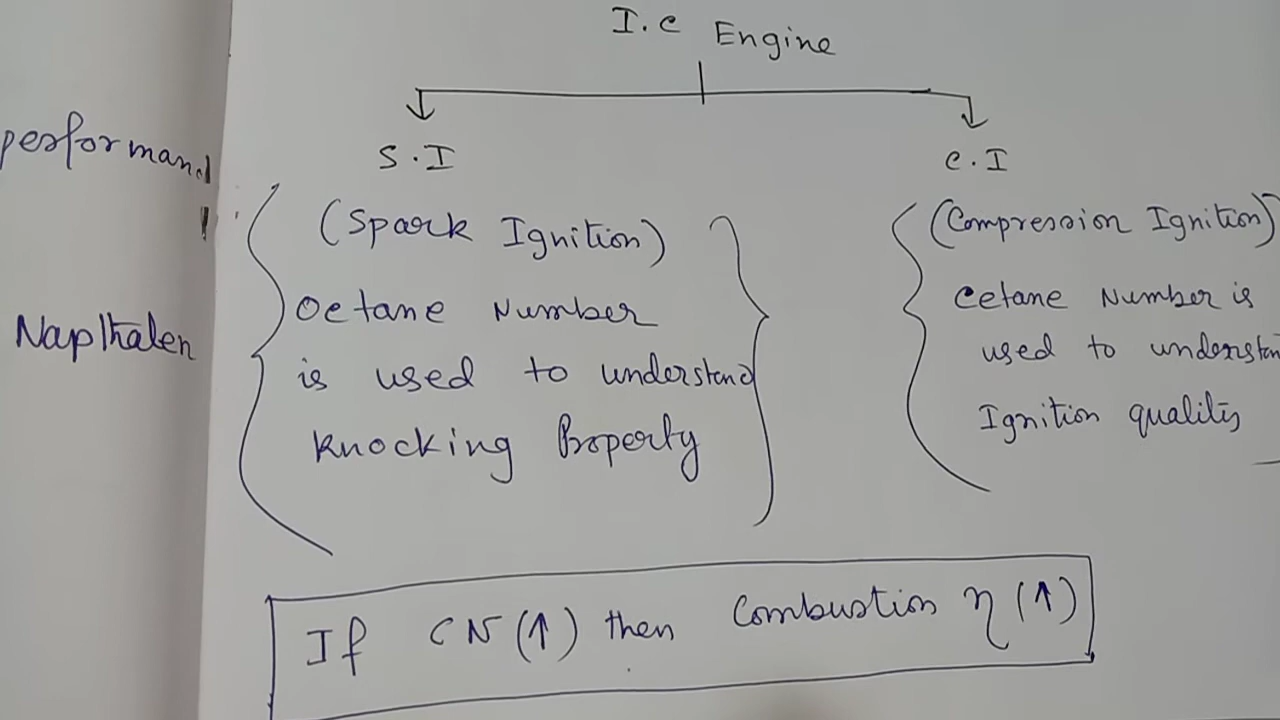 I.c Engine
S.I
c.I
(Spark Ignition)
Octane Number
is used to understand
Knocking Property
(Compression Ignition)
Cetane Number is
used to understan
Ignition quality
If CN(↑) then Combustion η(↑)
performanc
Napthalen